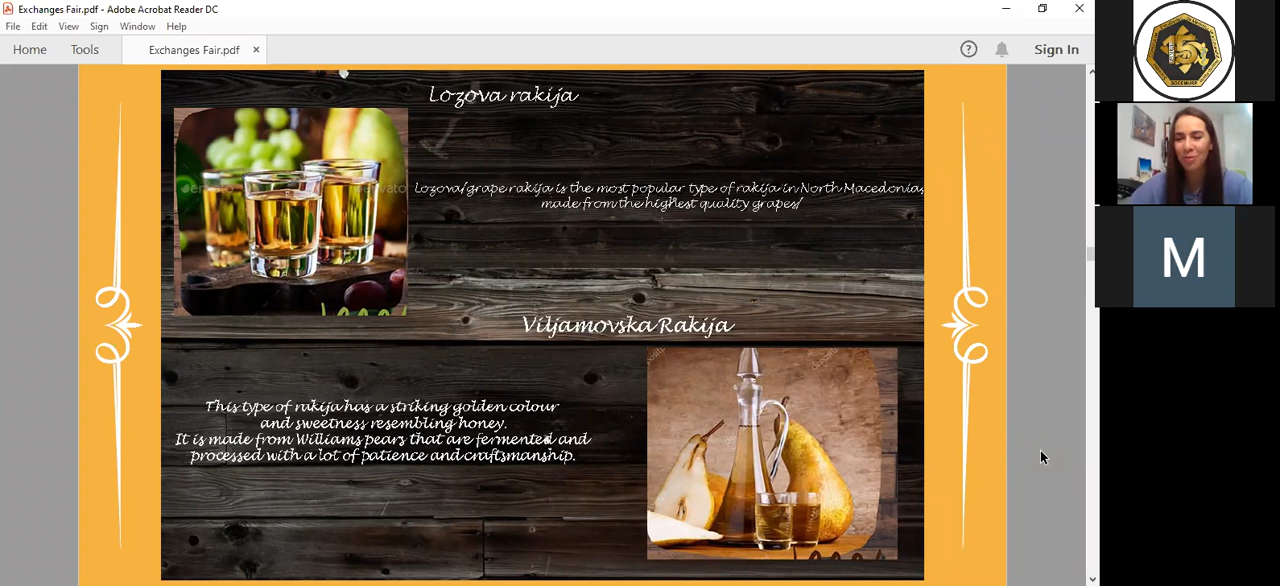 Exchanges Fair.pdf - Adobe Acrobat Reader DC
File Edit View Sign Window Help
Home Tools Exchanges Fair.pdf × Sign In
Lozova rakija
Lozova/grape rakija is the most popular type of rakija in North Macedonia,
made from the highest quality grapes!
Viljamovska Rakija
This type of rakija has a striking golden colour
and sweetness resembling honey.
It is made from Williams pears that are fermented and
processed with a lot of patience and craftsmanship.
15
M